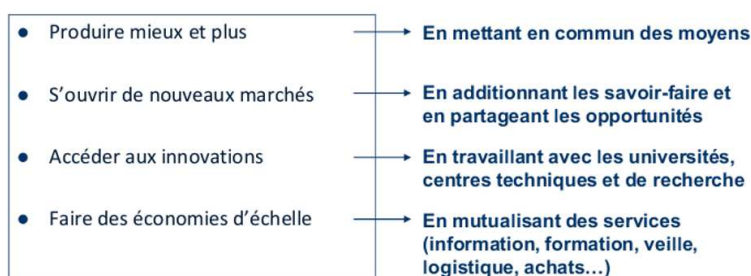 • Produire mieux et plus
En mettant en commun des moyens
• S'ouvrir de nouveaux marchés
En additionnant les savoir-faire et
en partageant les opportunités
• Accéder aux innovations
En travaillant avec les universités,
centres techniques et de recherche
• Faire des économies d'échelle
En mutualisant des services
(information, formation, veille,
logistique, achats…)